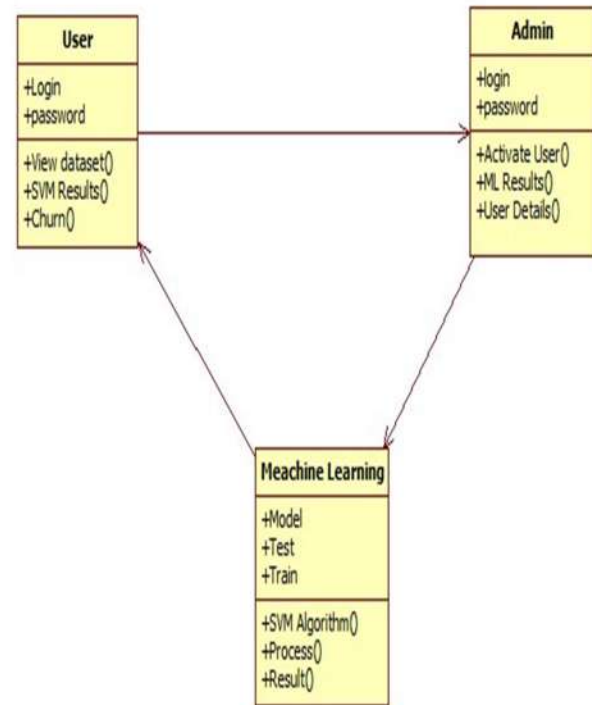 User
+Login
+password
+View dataset()
+SVM Results()
+Churn()
Admin
+login
+password
+Activate User()
+ML Results()
+User Details()
Meachine Learning
+Model
+Test
+Train
+SVM Algorithm()
+Process()
+Result()